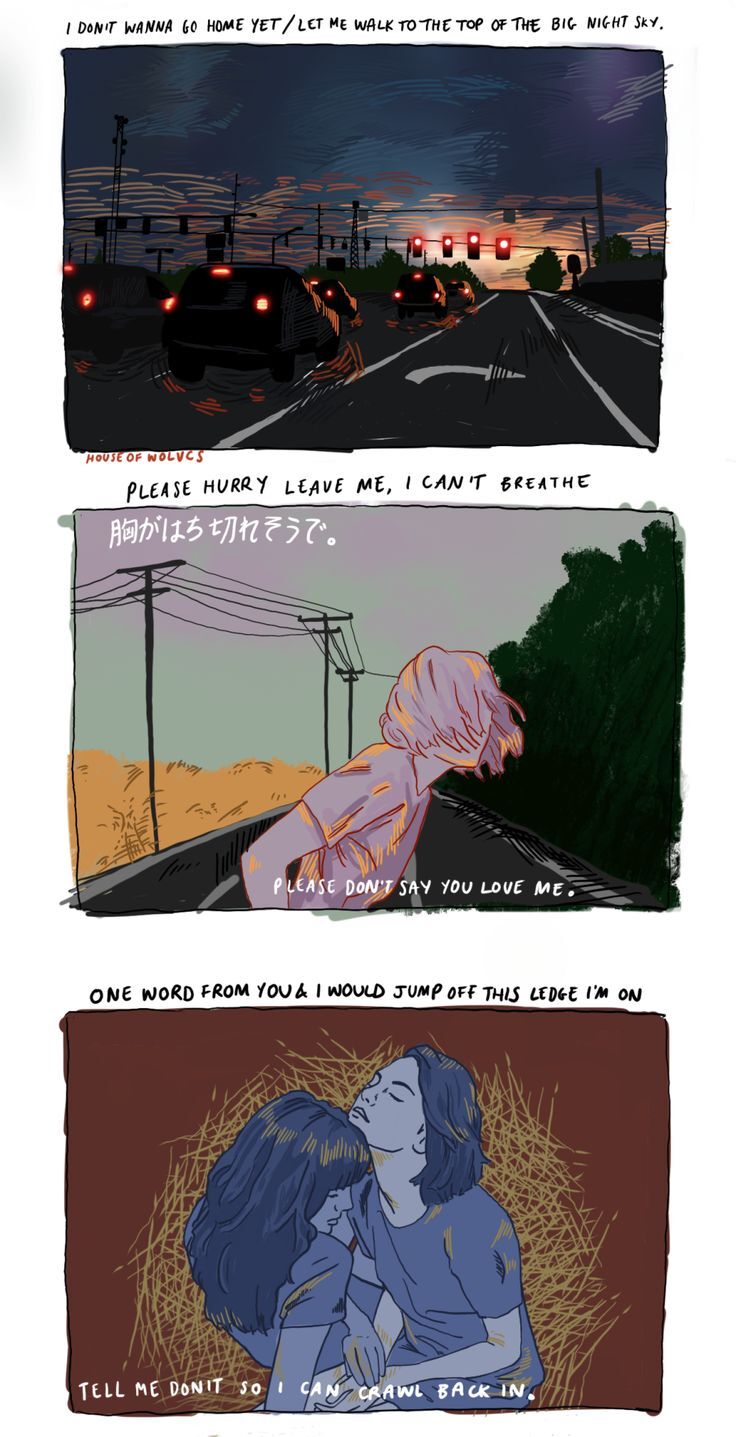 I DON'T WANNA GO HOME YET/LET ME WALK TO THE TOP OF THE BIG NIGHT SKY.
HOUSE OF WOLVES
PLEASE HURRY LEAVE ME, I CAN'T BREATHE
胸がはち切れそうで。
PLEASE DON'T SAY YOU LOVE ME.
ONE WORD FROM YOU & I WOULD JUMP OFF THIS LEDGE I'M ON
TELL ME DON'T SO I CAN CRAWL BACK IN.